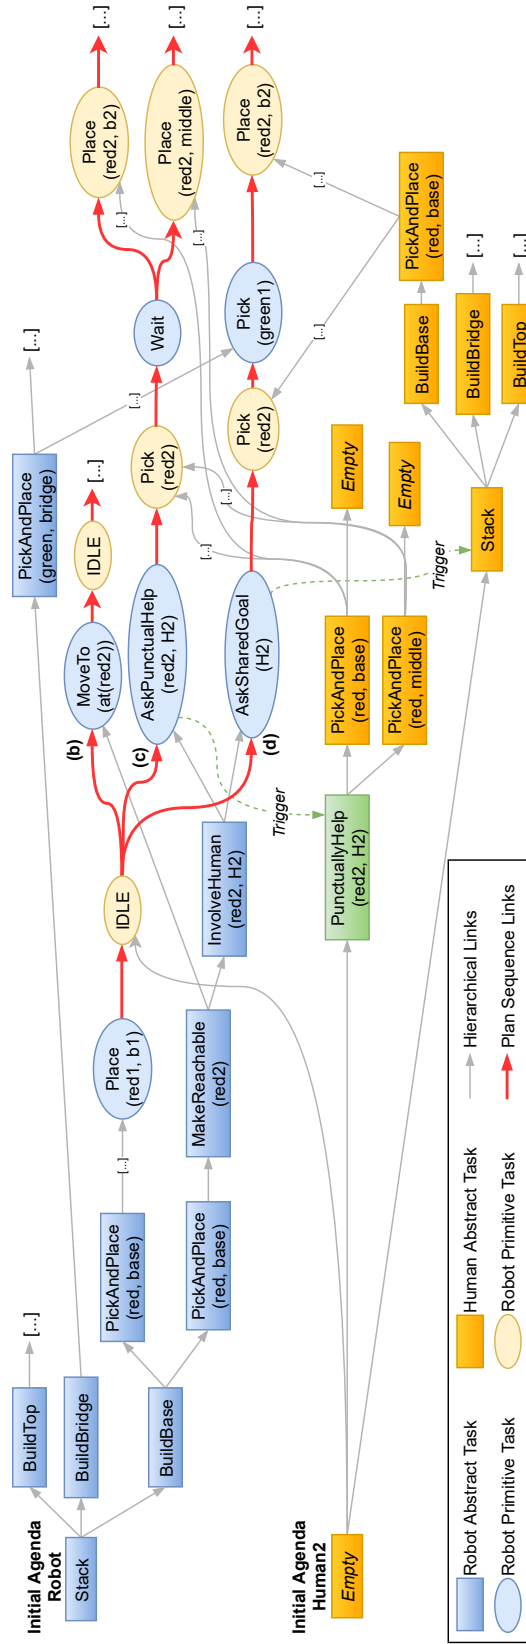 Initial Agenda
Robot
Stack
BuildTop
[...]
BuildBridge
BuildBase
PickAndPlace
(red, base)
PickAndPlace
(red, base)
[...]
Place
(red1, b1)
MakeReachable
(red2)
InvolveHuman
(red2, H2)
IDLE
(b)
(c)
(d)
MoveTo
(at(red2))
IDLE
[...]
PickAndPlace
(green, bridge)
[...]
AskPunctualHelp
(red2, H2)
Pick
(red2)
[...]
Wait
Place
(red2, b2)
[...]
Place
(red2, middle)
[...]
AskSharedGoal
(H2)
Pick
(red2)
Pick
(green1)
Place
(red2, b2)
[...]
[...]
[...]
[...]
[...]
[...]
Trigger
Trigger
Initial Agenda
Human2
Empty
PunctuallyHelp
(red2, H2)
PickAndPlace
(red, base)
Empty
PickAndPlace
(red, middle)
Empty
Stack
BuildBase
PickAndPlace
(red, base)
BuildBridge
[...]
BuildTop
[...]
Robot Abstract Task
Human Abstract Task
Hierarchical Links
Robot Primitive Task
Robot Primitive Task
Plan Sequence Links